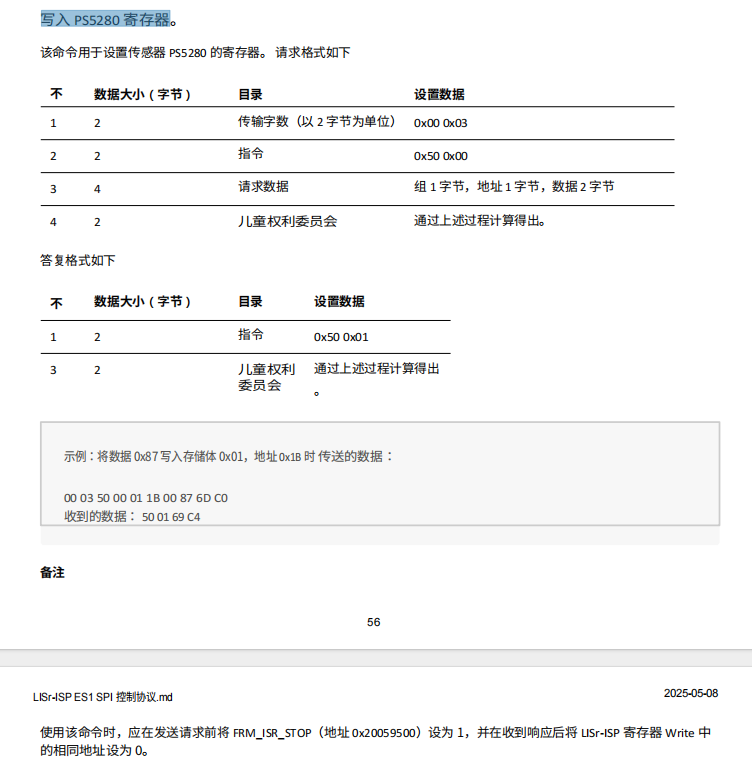 写入 PS5280 寄存器。
该命令用于设置传感器 PS5280 的寄存器。 请求格式如下
不 数据大小（字节） 目录 设置数据
1 2 传输字数（以 2 字节为单位） 0x00 0x03
2 2 指令 0x50 0x00
3 4 请求数据 组 1 字节，地址 1 字节，数据 2 字节
4 2 儿童权利委员会 通过上述过程计算得出。
答复格式如下
不 数据大小（字节） 目录 设置数据
1 2 指令 0x50 0x01
3 2 儿童权利 通过上述过程计算得出
委员会 。
示例：将数据 0x87 写入存储体 0x01，地址 0x1B 时 传送的数据：
00 03 50 00 01 1B 00 87 6D C0
收到的数据： 50 01 69 C4
备注
56
LISr-ISP ES1 SPI 控制协议.md 2025-05-08
使用该命令时，应在发送请求前将 FRM_ISR_STOP（地址 0x20059500）设为 1，并在收到响应后将 LISr-ISP 寄存器 Write 中
的相同地址设为 0。